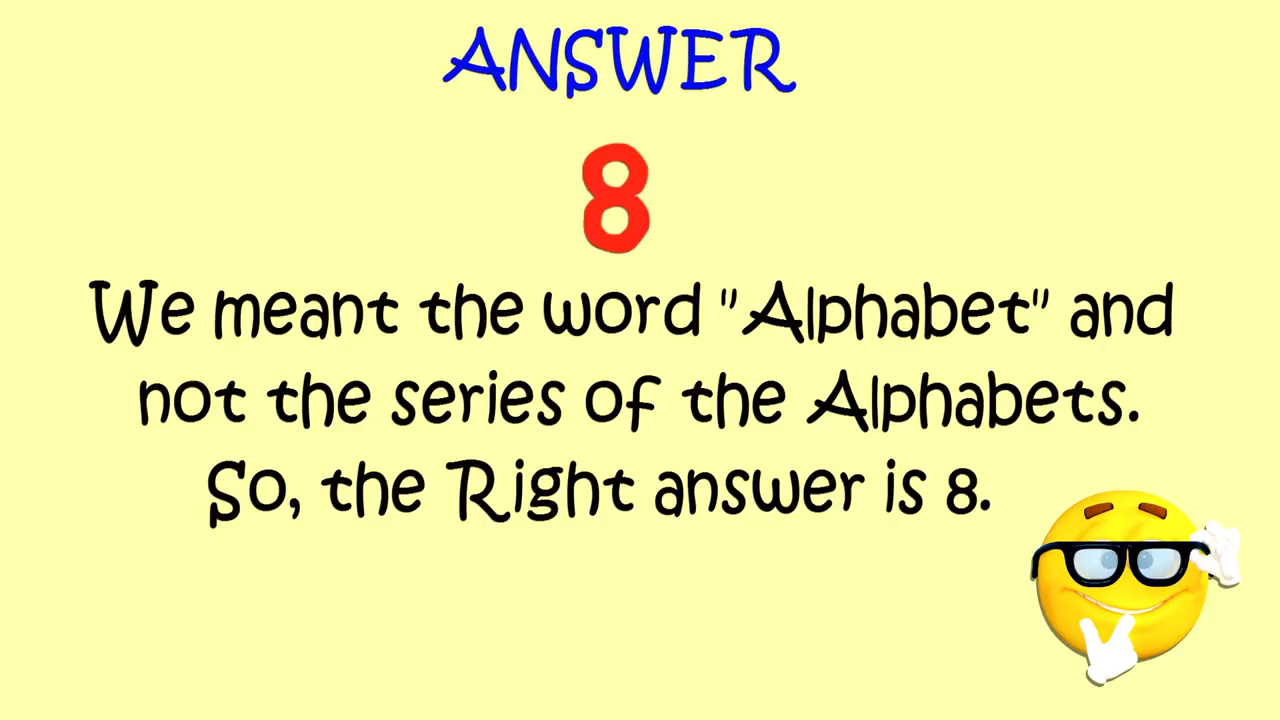 ANSWER
8
We meant the word "Alphabet" and
not the series of the Alphabets.
So, the Right answer is 8.